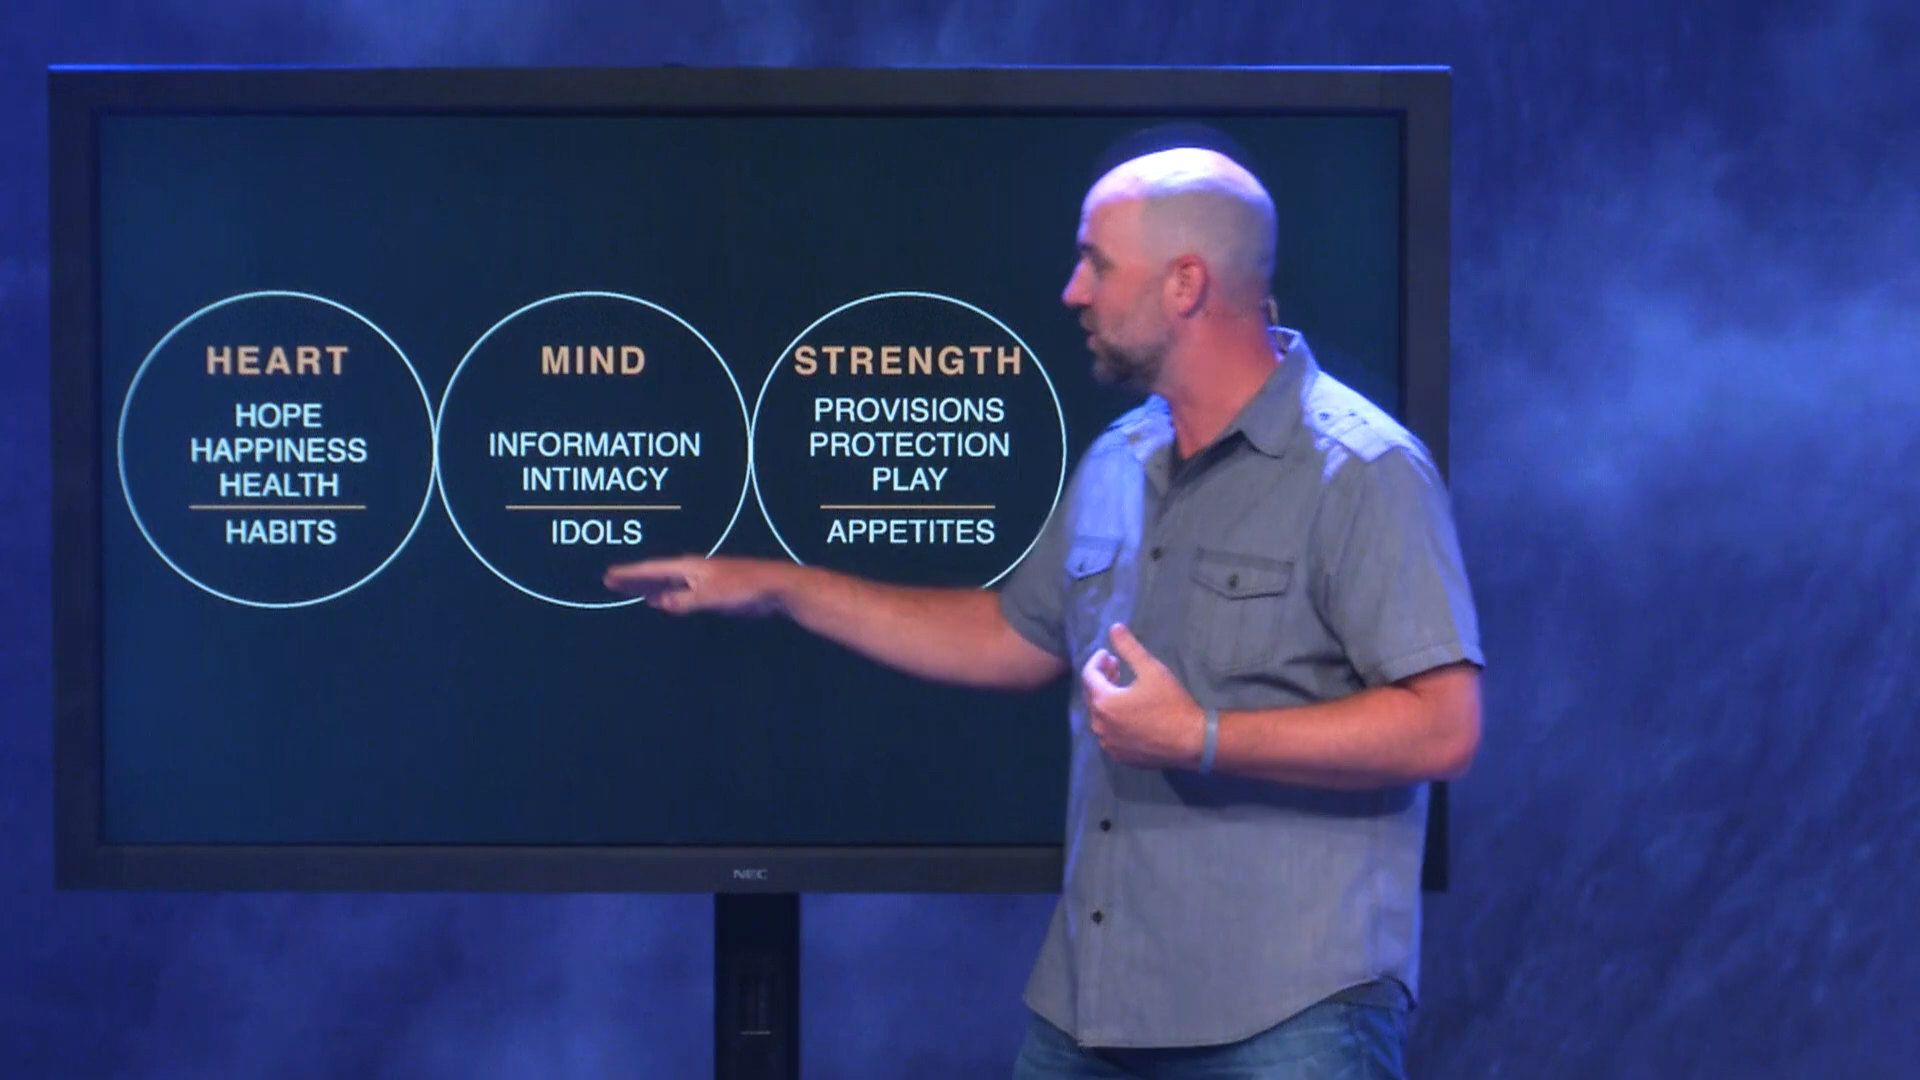 HEART
HOPE
HAPPINESS
HEALTH
HABITS
MIND
INFORMATION
INTIMACY
IDOLS
STRENGTH
PROVISIONS
PROTECTION
PLAY
APPETITES
NEC